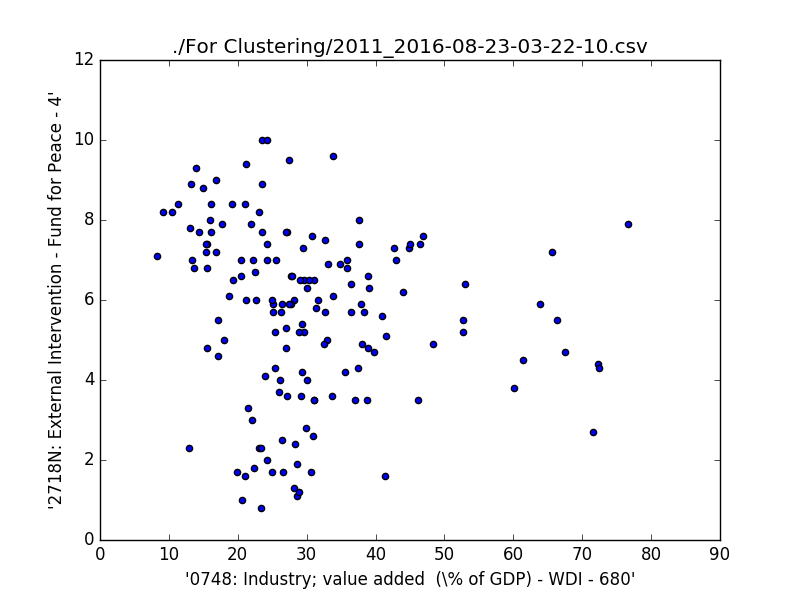 ./For Clustering/2011_2016-08-23-03-22-10.csv
12
10
8
6
4
2
0
'2718N: External Intervention - Fund for Peace - 4'
0 10 20 30 40 50 60 70 80 90
'0748: Industry; value added  (\% of GDP) - WDI - 680'